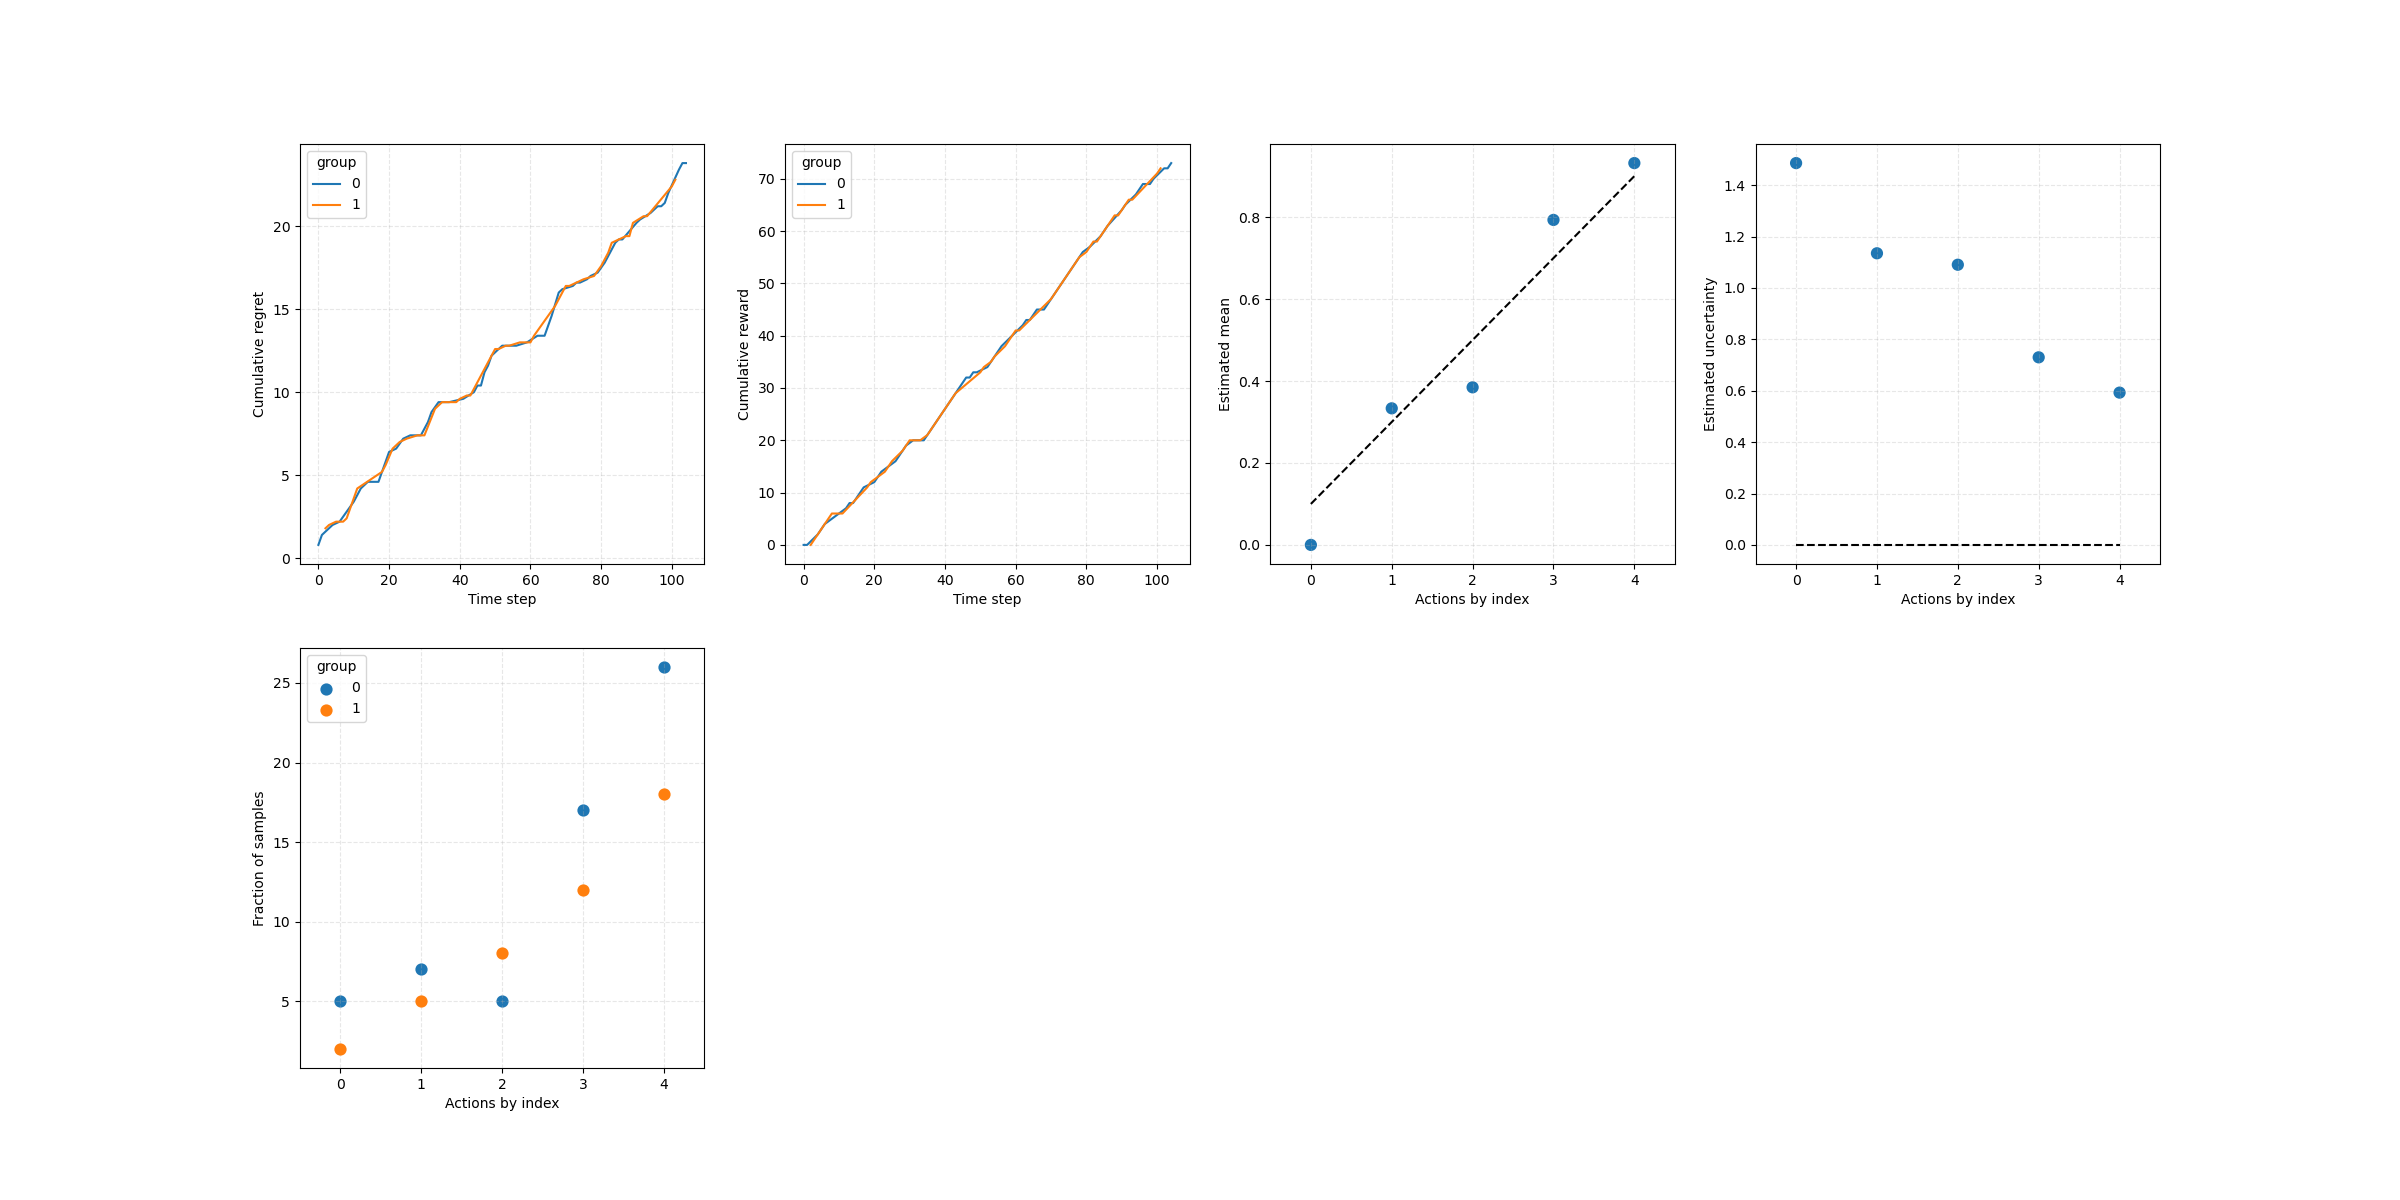 group
0
1
Cumulative regret
0
5
10
15
20
0 20 40 60 80 100
Time step
group
0
1
Cumulative reward
0
10
20
30
40
50
60
70
0 20 40 60 80 100
Time step
Estimated mean
0.0
0.2
0.4
0.6
0.8
0 1 2 3 4
Actions by index
Estimated uncertainty
0.0
0.2
0.4
0.6
0.8
1.0
1.2
1.4
0 1 2 3 4
Actions by index
group
0
1
Fraction of samples
5
10
15
20
25
0 1 2 3 4
Actions by index